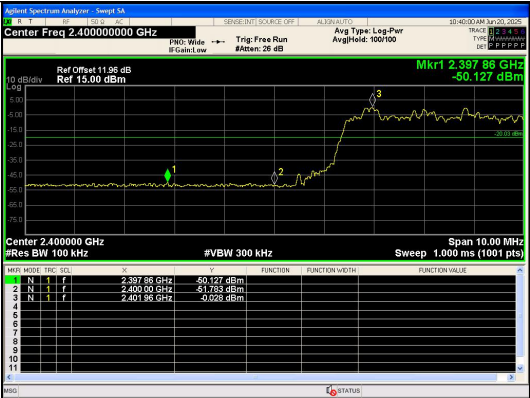 Agilent Spectrum Analyzer - Swept SA
R T RF 50 Ω AC SENSE:INT SOURCE OFF ALIGN AUTO 10:40:00 AM Jun 20, 2025
Center Freq 2.400000000 GHz
PNO: Wide
IFGain:Low
Trig: Free Run
#Atten: 26 dB
Avg Type: Log-Pwr
Avg|Hold: 100/100
TRACE 1 2 3 4 5 6
TYPE M
DET P P P P P P
Mkr1 2.397 86 GHz
-50.127 dBm
Ref Offset 11.96 dB
10 dB/div Ref 15.00 dBm
Log
5.00
-5.00
-15.0
-20.03 dBm
-25.0
-35.0
-45.0
-55.0
-65.0
-75.0
1
2
3
Center 2.400000 GHz Span 10.00 MHz
#Res BW 100 kHz #VBW 300 kHz Sweep 1.000 ms (1001 pts)
MKR MODE TRC SCL X Y FUNCTION FUNCTION WIDTH FUNCTION VALUE
1 N 1 f 2.397 86 GHz -50.127 dBm
2 N 1 f 2.400 00 GHz -51.783 dBm
3 N 1 f 2.401 96 GHz -0.028 dBm
4
5
6
7
8
9
10
11
MSG STATUS